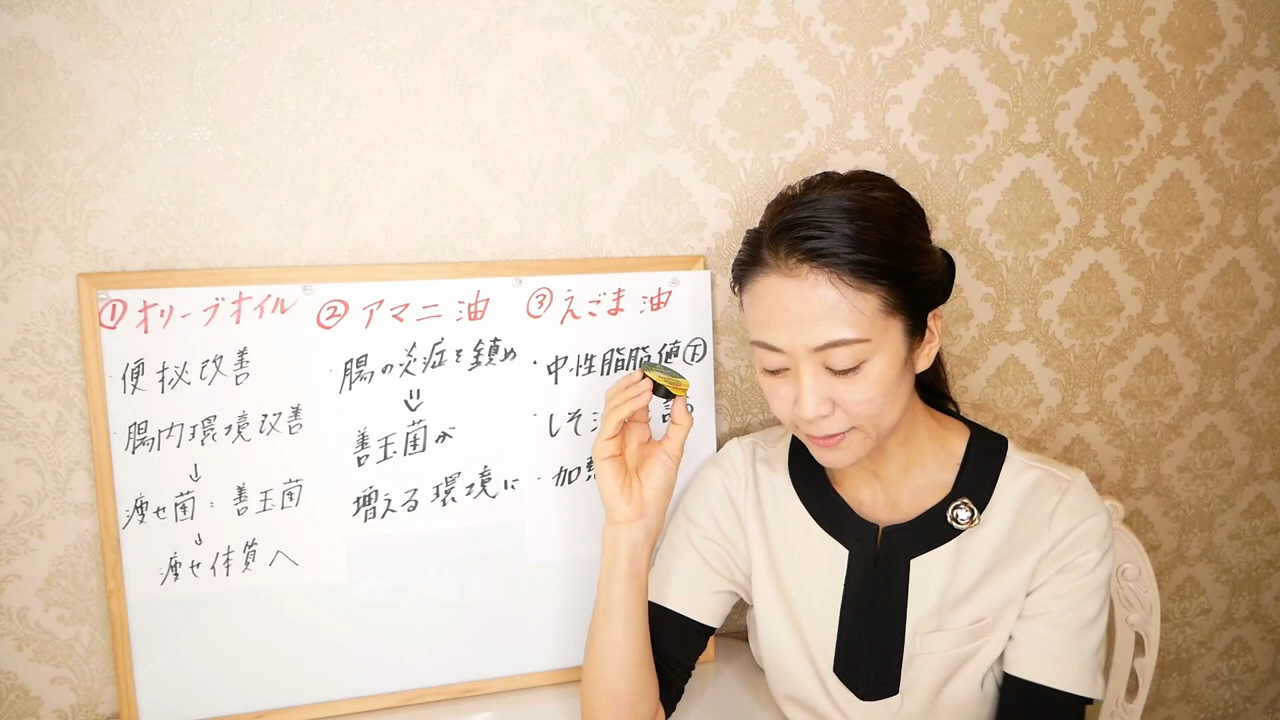 ①オリーブオイル
・便秘改善
・腸内環境改善
↓
痩せ菌:善玉菌
↓
痩せ体質へ
②アマニ油
・腸の炎症を鎮め
⇓
善玉菌が
増える環境に
③えごま油
・中性脂肪値㊦
・しそ
・加